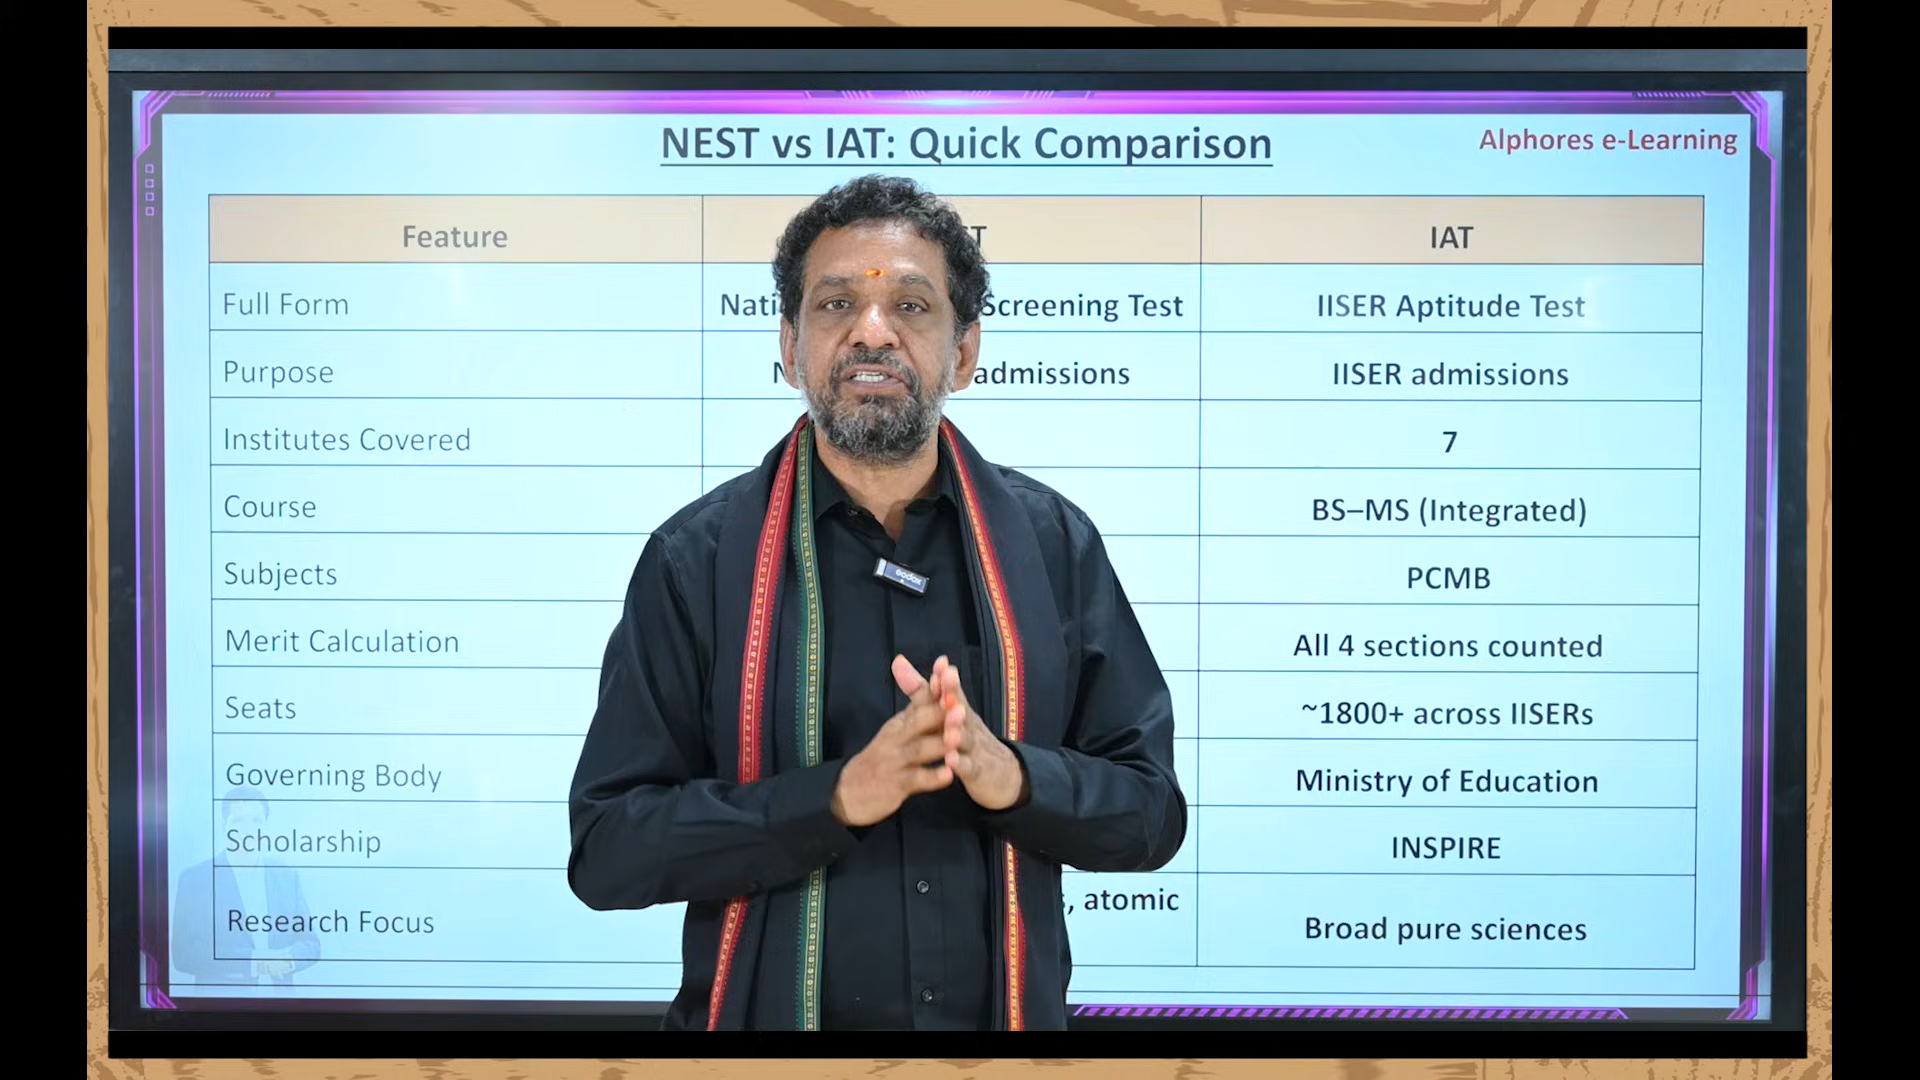 NEST vs IAT: Quick Comparison
Alphores e-Learning
Feature
IAT
Full Form
Screening Test
IISER Aptitude Test
Purpose
admissions
IISER admissions
Institutes Covered
7
Course
BS–MS (Integrated)
Subjects
PCMB
Merit Calculation
All 4 sections counted
Seats
~1800+ across IISERs
Governing Body
Ministry of Education
Scholarship
INSPIRE
Research Focus
, atomic
Broad pure sciences
Godox